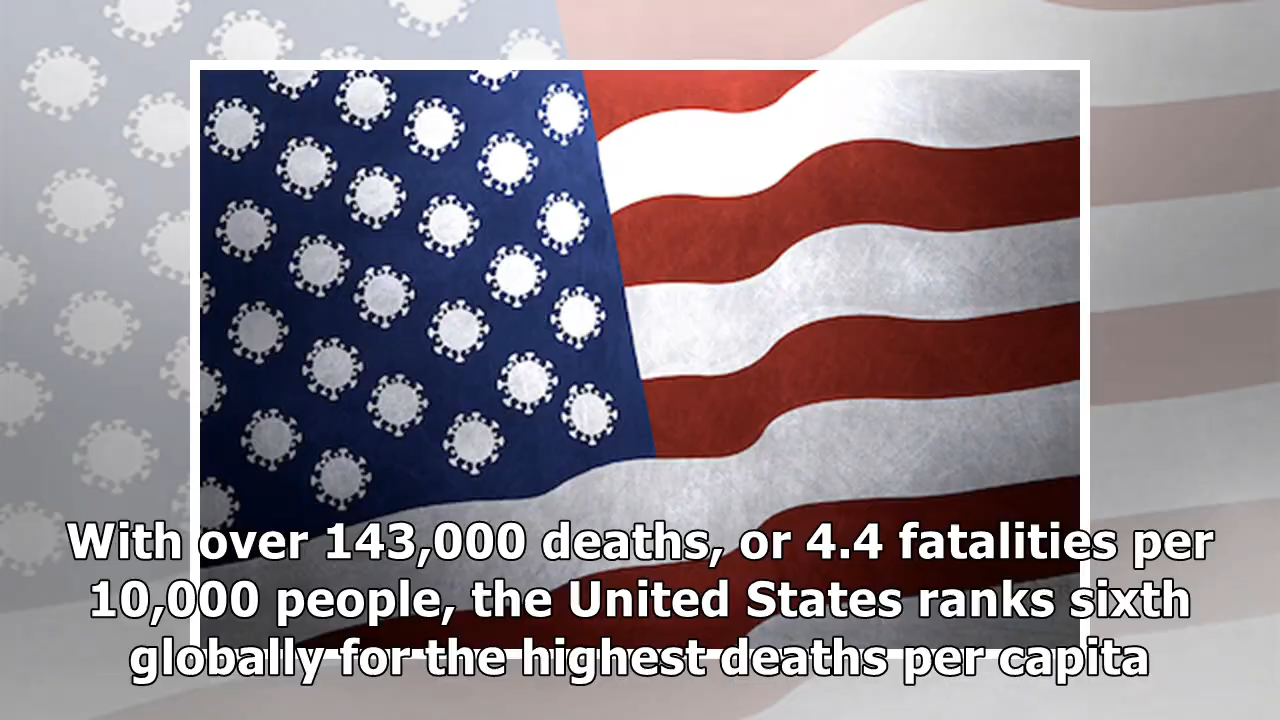 With over 143,000 deaths, or 4.4 fatalities per
10,000 people, the United States ranks sixth
globally for the highest deaths per capita